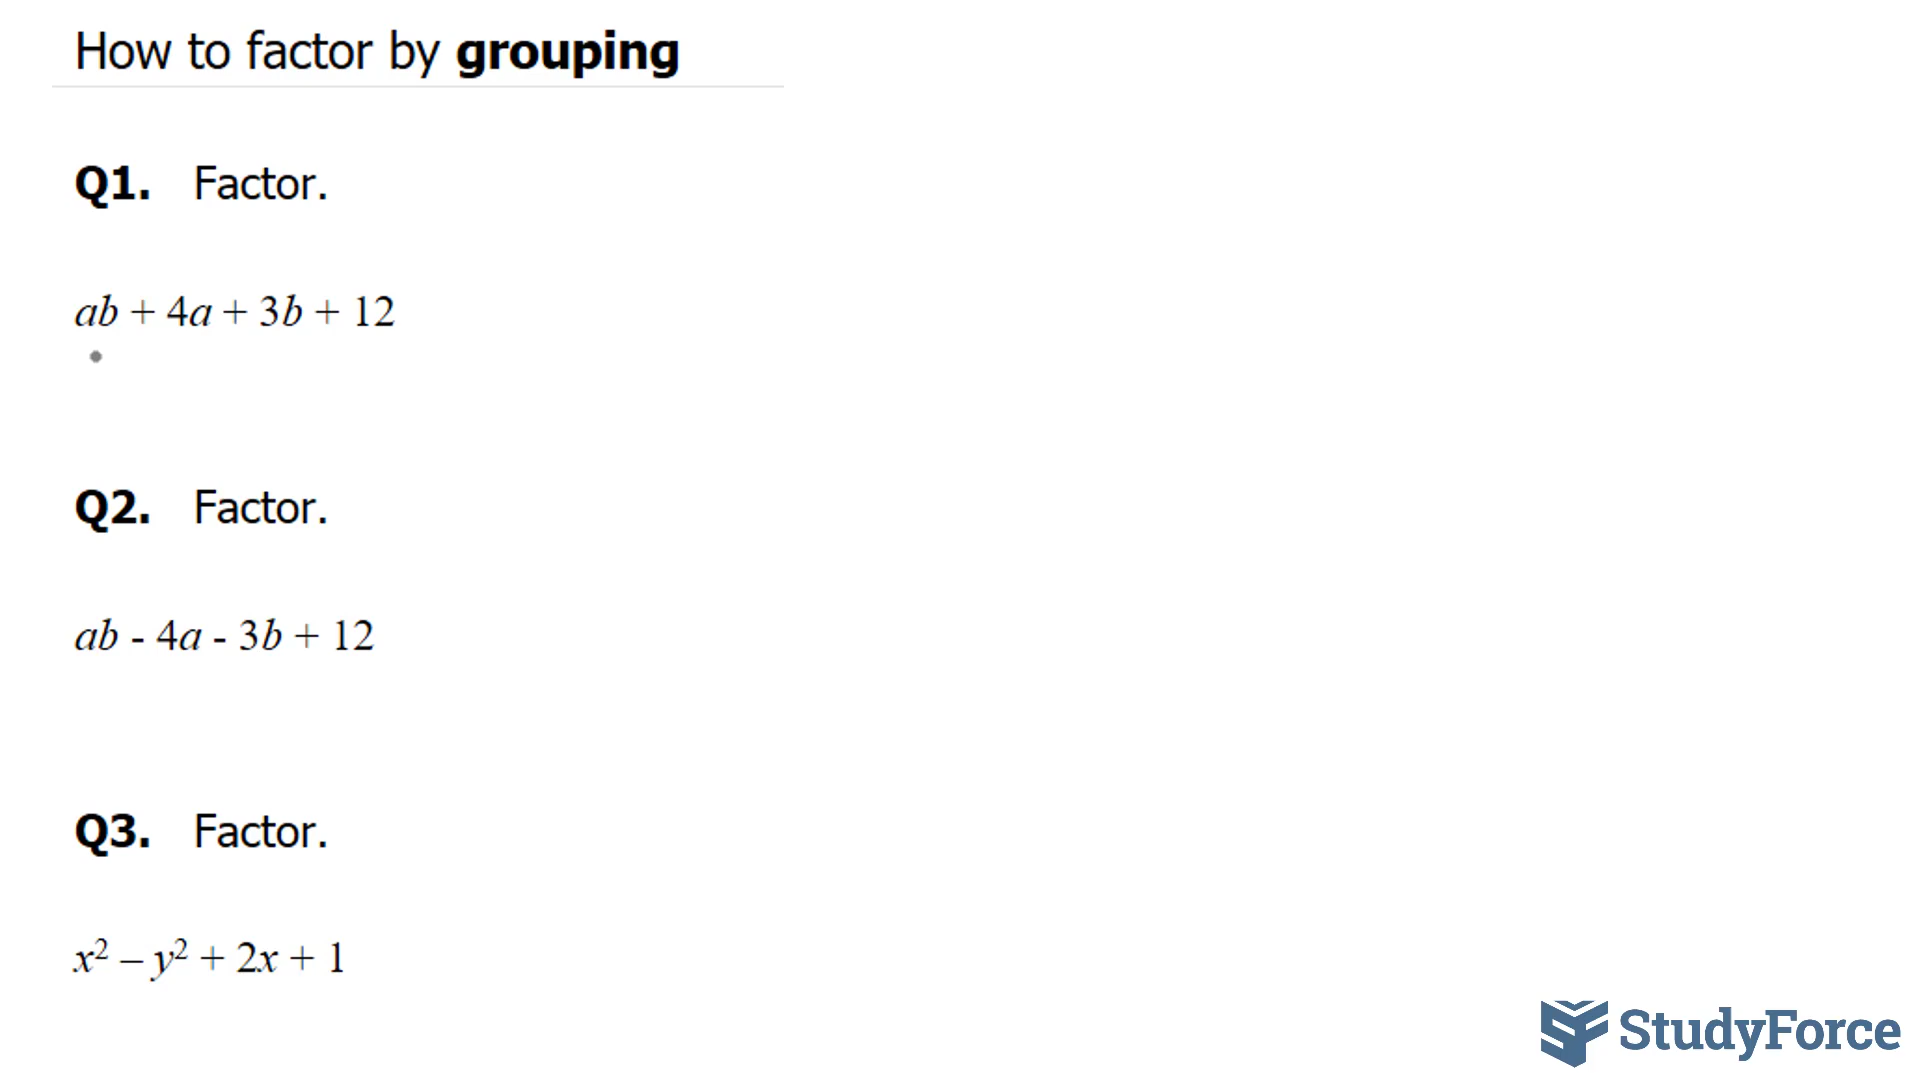 How to factor by grouping
Q1. Factor.
ab + 4a + 3b + 12
Q2. Factor.
ab - 4a - 3b + 12
Q3. Factor.
x² – y² + 2x + 1
StudyForce